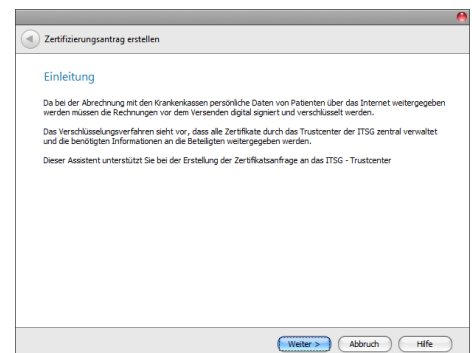 Zertifizierungsantrag erstellen
Einleitung
Da bei der Abrechnung mit den Krankenkassen persönliche Daten von Patienten über das Internet weitergegeben
werden müssen die Rechnungen vor dem Versenden digital signiert und verschlüsselt werden.
Das Verschlüsselungsverfahren sieht vor, dass alle Zertifikate durch das Trustcenter der ITSG zentral verwaltet
und die benötigten Informationen an die Beteiligten weitergegeben werden.
Dieser Assistent unterstützt Sie bei der Erstellung der Zertifikatsanfrage an das ITSG - Trustcenter
Weiter > Abbruch Hilfe